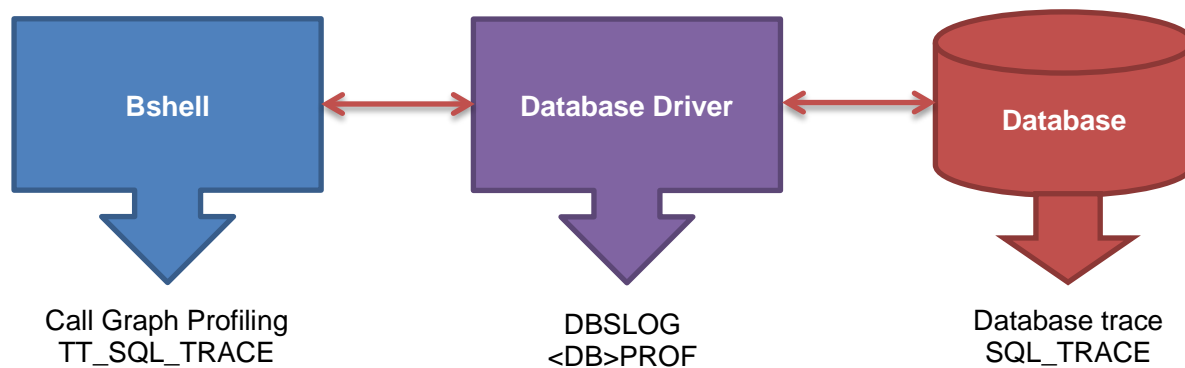 Bshell
Database Driver
Database
Call Graph Profiling
TT_SQL_TRACE
DBSLOG
<DB>PROF
Database trace
SQL_TRACE